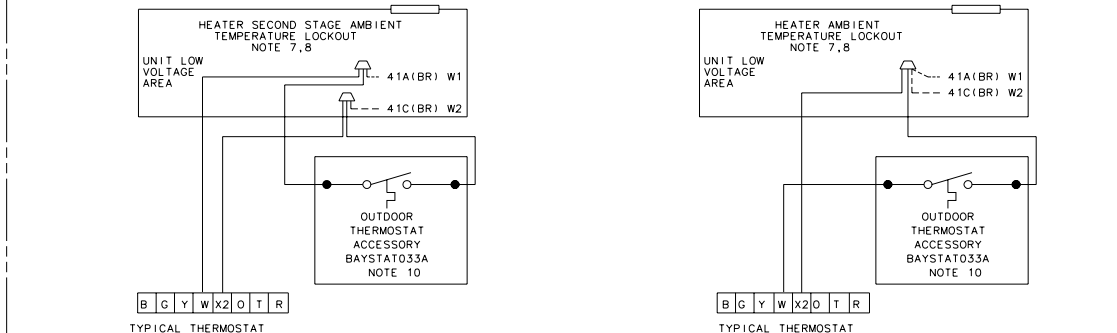 HEATER SECOND STAGE AMBIENT
TEMPERATURE LOCKOUT
NOTE 7,8
UNIT LOW
VOLTAGE
AREA
41A(BR) W1
41C(BR) W2
OUTDOOR
THERMOSTAT
ACCESSORY
BAYSTAT033A
NOTE 10
B G Y W X2 O T R
TYPICAL THERMOSTAT
HEATER AMBIENT
TEMPERATURE LOCKOUT
NOTE 7,8
UNIT LOW
VOLTAGE
AREA
41A(BR) W1
41C(BR) W2
OUTDOOR
THERMOSTAT
ACCESSORY
BAYSTAT033A
NOTE 10
B G Y W X2 O T R
TYPICAL THERMOSTAT